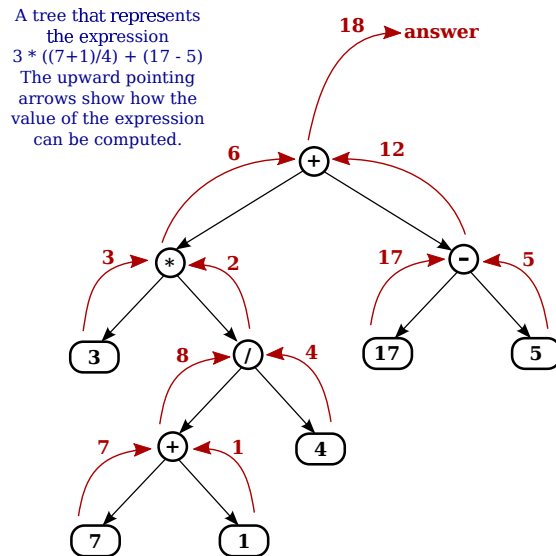 A tree that represents
the expression
3 * ((7+1)/4) + (17 - 5)
The upward pointing
arrows show how the
value of the expression
can be computed.
18 answer
+
6 12
3 * 2 17 - 5
3 8 / 4 17 5
7 + 1 4
7 1